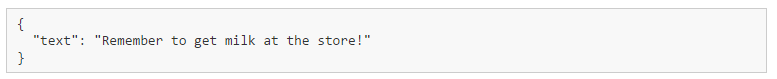 {
  "text": "Remember to get milk at the store!"
}